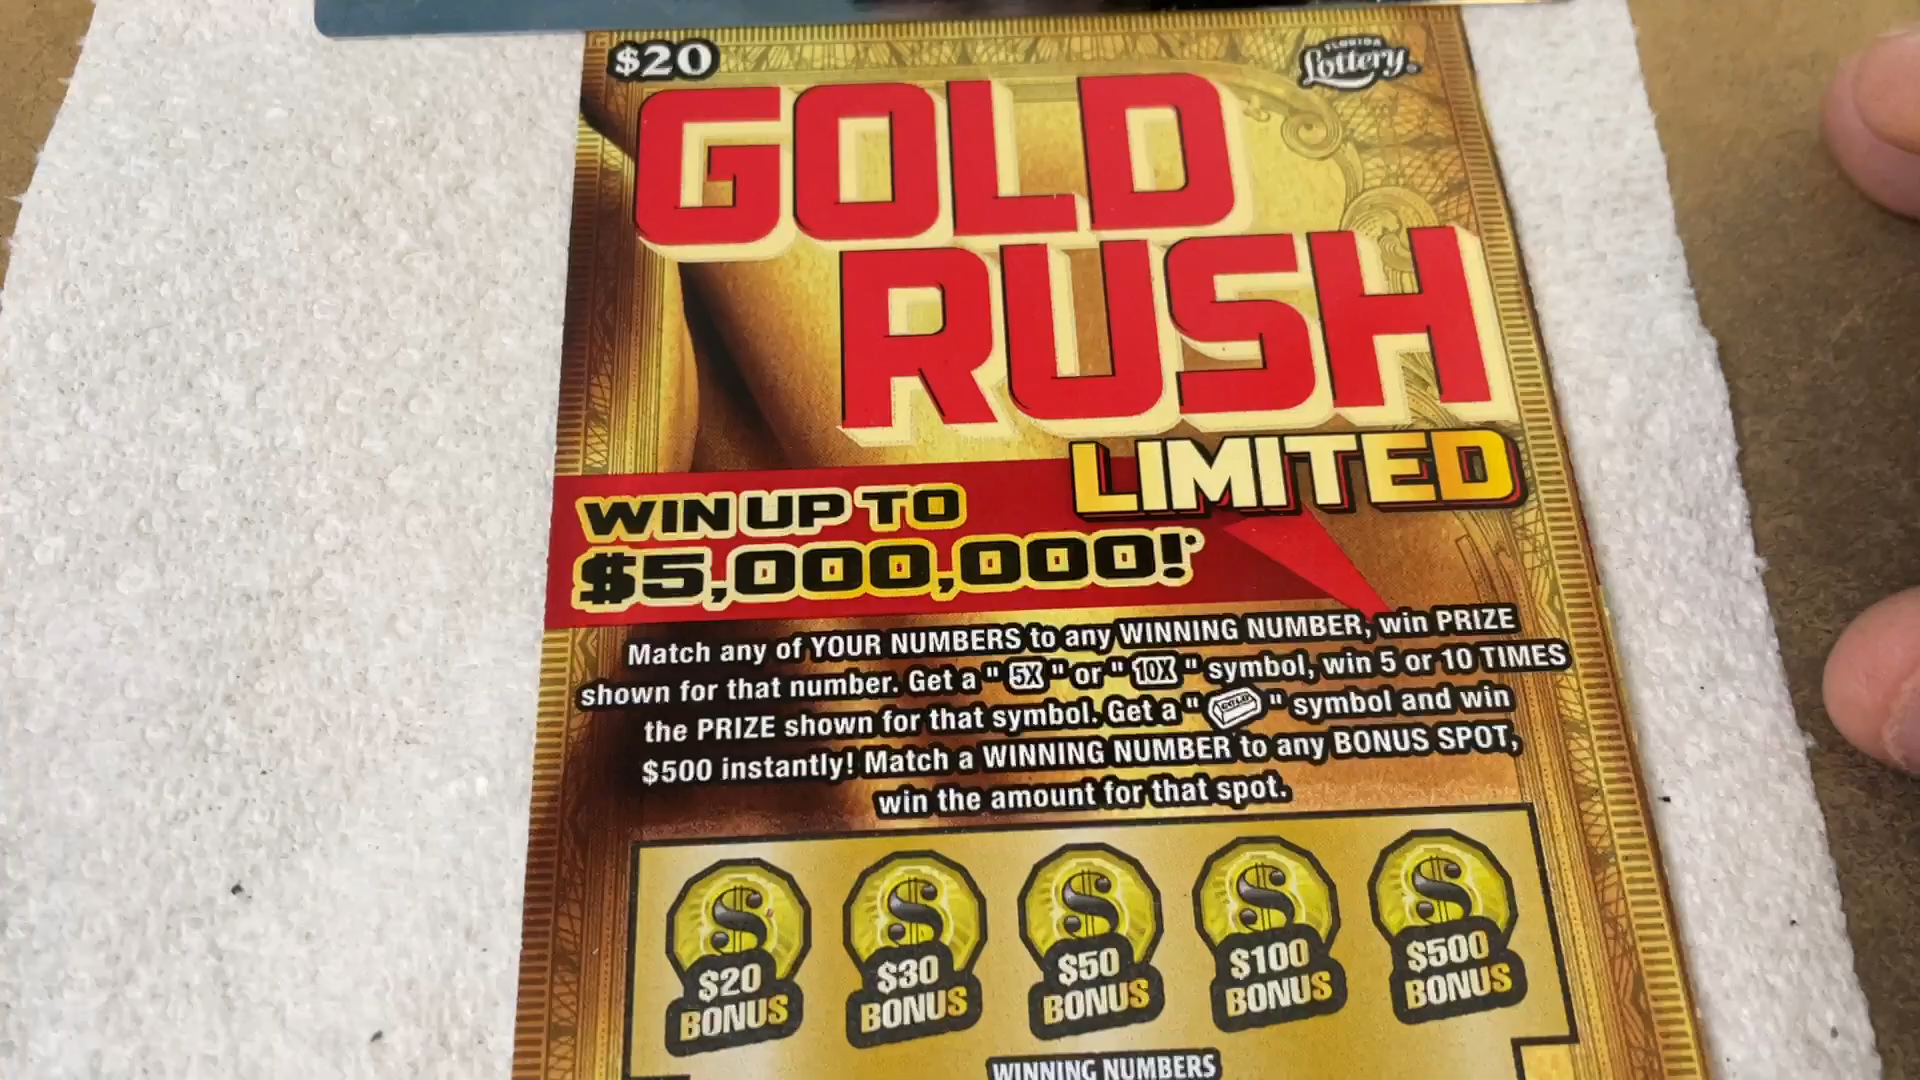 $20
FLORIDA
Lottery
GOLD
RUSH
LIMITED
WIN UP TO
$5,000,000!*
Match any of YOUR NUMBERS to any WINNING NUMBER, win PRIZE
shown for that number. Get a " 5X " or " 10X " symbol, win 5 or 10 TIMES
the PRIZE shown for that symbol. Get a " GOLD " symbol and win
$500 instantly! Match a WINNING NUMBER to any BONUS SPOT,
win the amount for that spot.
$20 $30 $50 $100 $500
BONUS BONUS BONUS BONUS BONUS
WINNING NUMBERS